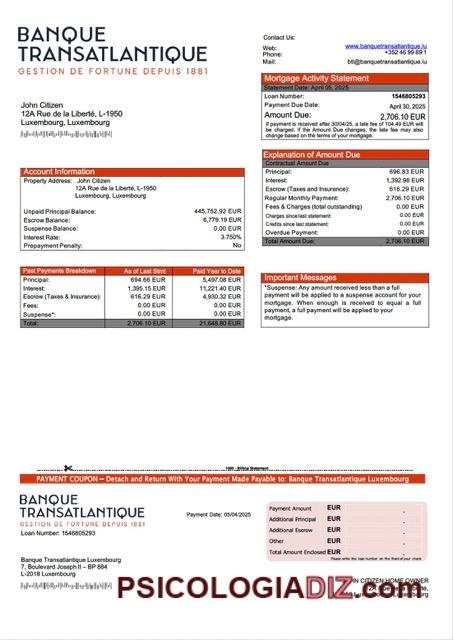 BANQUE
TRANSATLANTIQUE
GESTION DE FORTUNE DEPUIS 1881
Contact Us:
Web: www.banquetransatlantique.lu
Phone: +352 46 99 89 1
Mail: btl@banquetransatlantique.lu
John Citizen
12A Rue de la Liberté, L-1950
Luxembourg, Luxembourg
Mortgage Activity Statement
Statement Date: April 05, 2025
Loan Number: 1546805293
Payment Due Date: April 30, 2025
Amount Due: 2,706.10 EUR
If payment is received after 30/04/25, a late fee of 104.49 EUR will
be charged. If the Amount Due changes, the late fee may also
change based on the terms of your mortgage.
Account Information
Property Address: John Citizen
12A Rue de la Liberté, L-1950
Luxembourg, Luxembourg
Unpaid Principal Balance: 445,752.92 EUR
Escrow Balance: 6,779.19 EUR
Suspense Balance: 0.00 EUR
Interest Rate: 3.750%
Prepayment Penalty: No
Explanation of Amount Due
Contractual Amount Due
Principal: 696.83 EUR
Interest: 1,392.98 EUR
Escrow (Taxes and Insurance): 616.29 EUR
Regular Monthly Payment: 2,706.10 EUR
Fees & Charges (total outstanding) 0.00 EUR
Charges since last statement: 0.00 EUR
Credits since last statement: 0.00 EUR
Overdue Payment: 0.00 EUR
Total Amount Due: 2,706.10 EUR
Past Payments Breakdown As of Last Stmt Paid Year to Date
Principal: 694.66 EUR 5,497.08 EUR
Interest: 1,395.15 EUR 11,221.40 EUR
Escrow (Taxes & Insurance): 616.29 EUR 4,930.32 EUR
Fees: 0.00 EUR 0.00 EUR
Suspense*: 0.00 EUR 0.00 EUR
Total: 2,706.10 EUR 21,648.80 EUR
Important Messages
*Suspense: Any amount received less than a full
payment will be applied to a suspense account for your
mortgage. When enough is received to equal a full
payment, a full payment will be applied to your
mortgage.
Billing Statement
PAYMENT COUPON – Detach and Return With Your Payment Made Payable to: Banque Transatlantique Luxembourg
BANQUE
TRANSATLANTIQUE
GESTION DE FORTUNE DEPUIS 1881
Loan Number: 1546805293
Payment Date: 05/04/2025
Payment Amount EUR
Additional Principal EUR
Additional Escrow EUR
Other EUR
Total Amount Enclosed EUR
Please write the loan number on the front of your check
Banque Transatlantique Luxembourg
7, Boulevard Joseph II – BP 884
L-2018 Luxembourg
CITIZEN HOME OWNER
PSICOLOGIADIZ.com